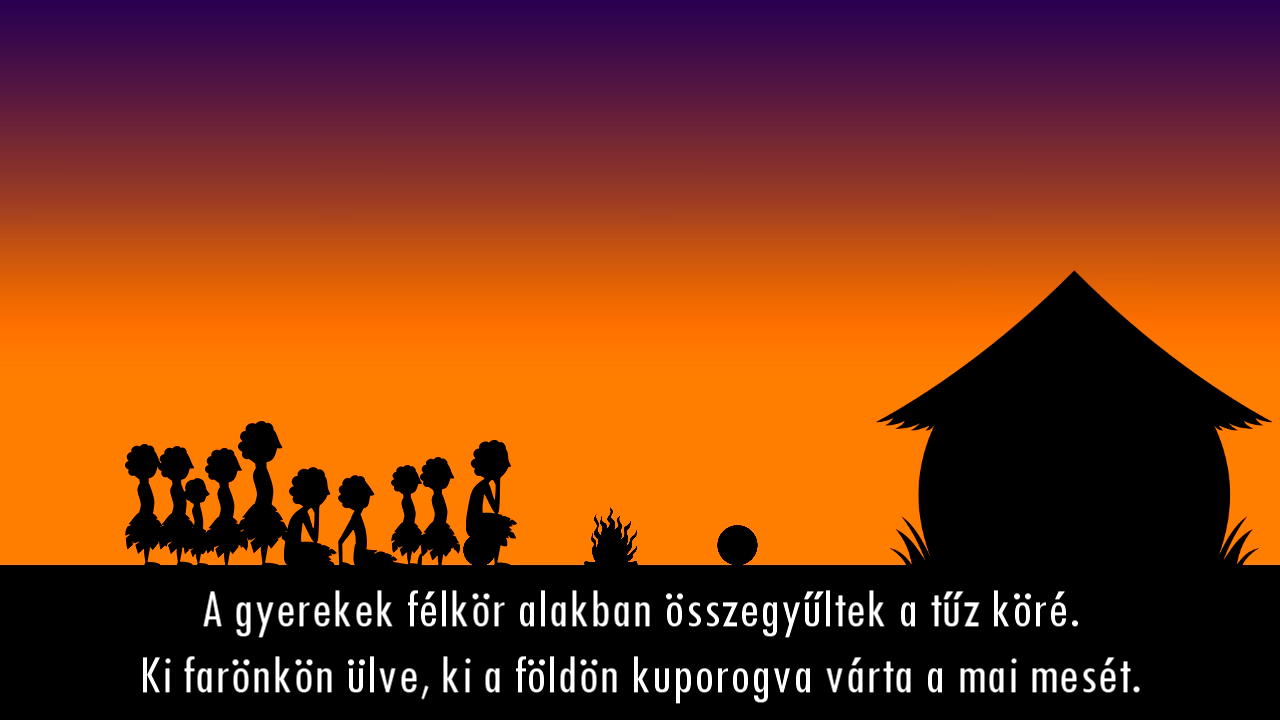 A gyerekek félkör alakban összegyűltek a tűz köré.
Ki farönkön ülve, ki a földön kuporogva várta a mai mesét.